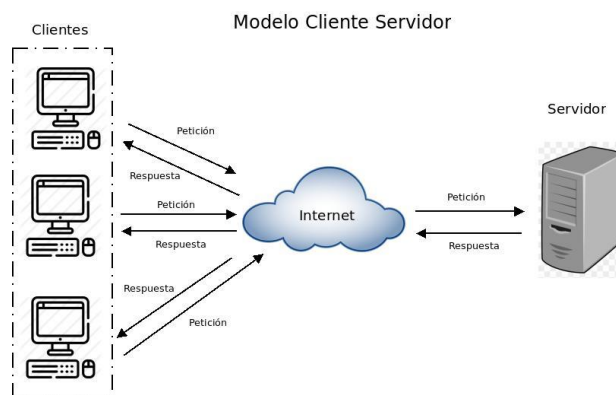 Modelo Cliente Servidor
Clientes
Servidor
Petición
Respuesta
Petición
Respuesta
Internet
Petición
Respuesta
Respuesta
Petición